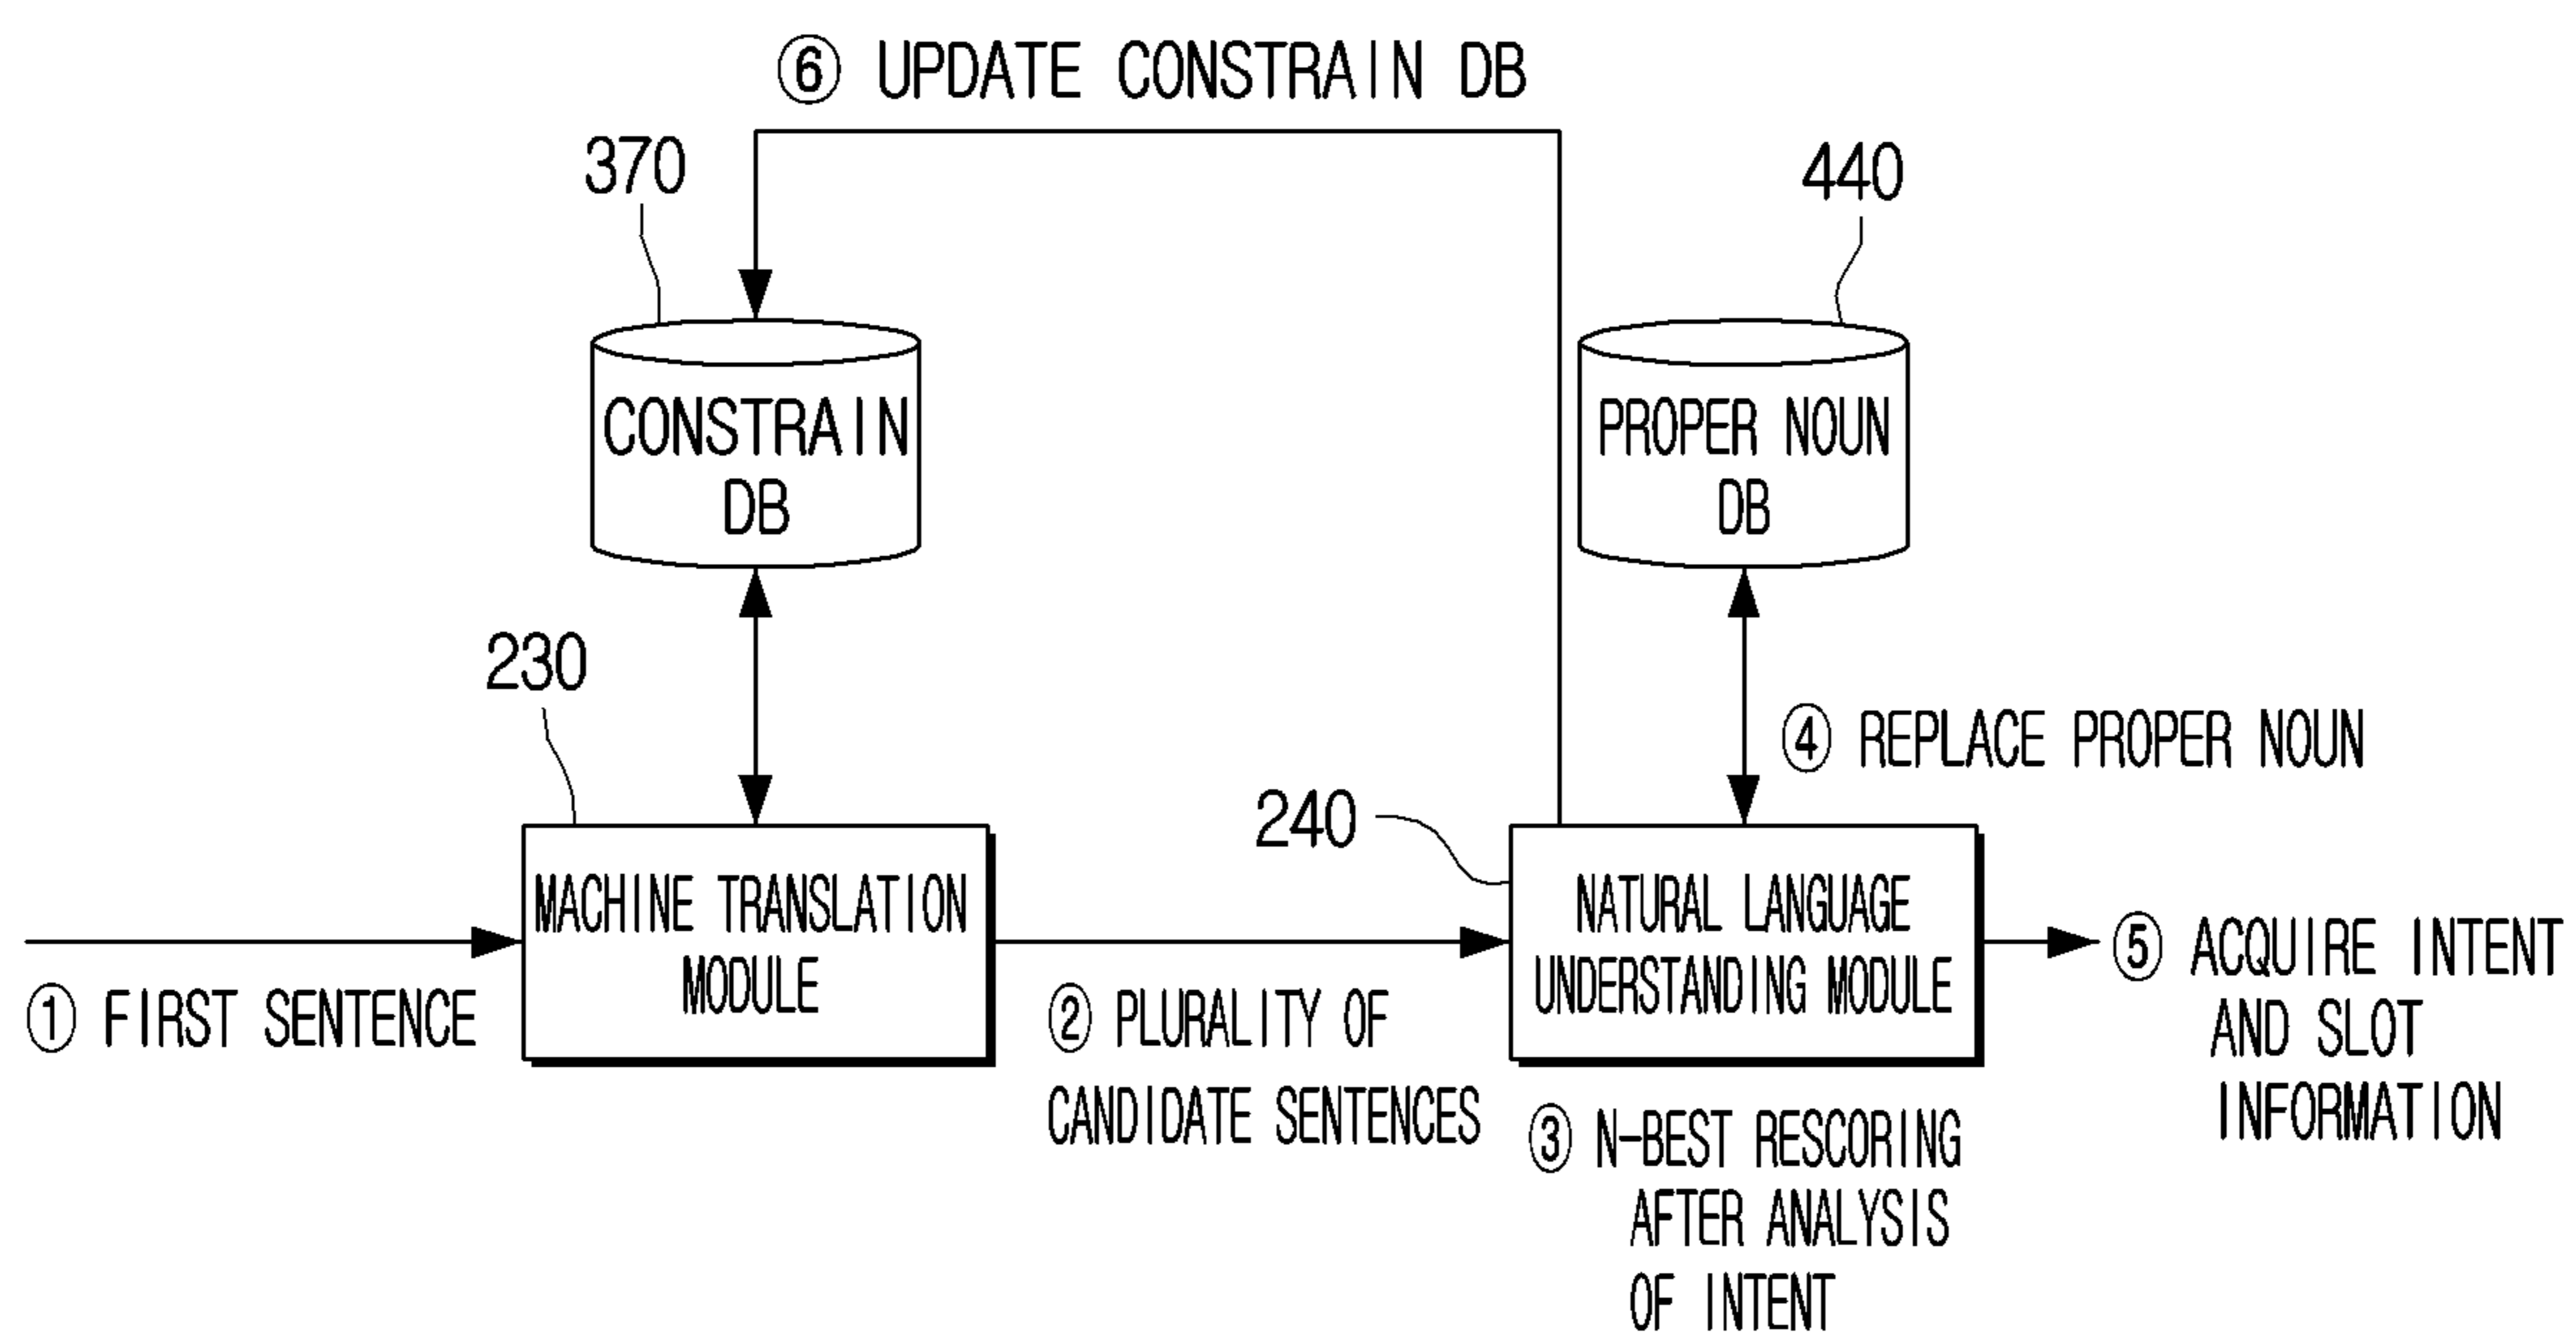 ⑥ UPDATE CONSTRAIN DB
370
440
CONSTRAIN
DB
PROPER NOUN
DB
230
④ REPLACE PROPER NOUN
240
MACHINE TRANSLATION
MODULE
NATURAL LANGUAGE
UNDERSTANDING MODULE
① FIRST SENTENCE
② PLURALITY OF
CANDIDATE SENTENCES
③ N-BEST RESCORING
AFTER ANALYSIS
OF INTENT
⑤ ACQUIRE INTENT
AND SLOT
INFORMATION